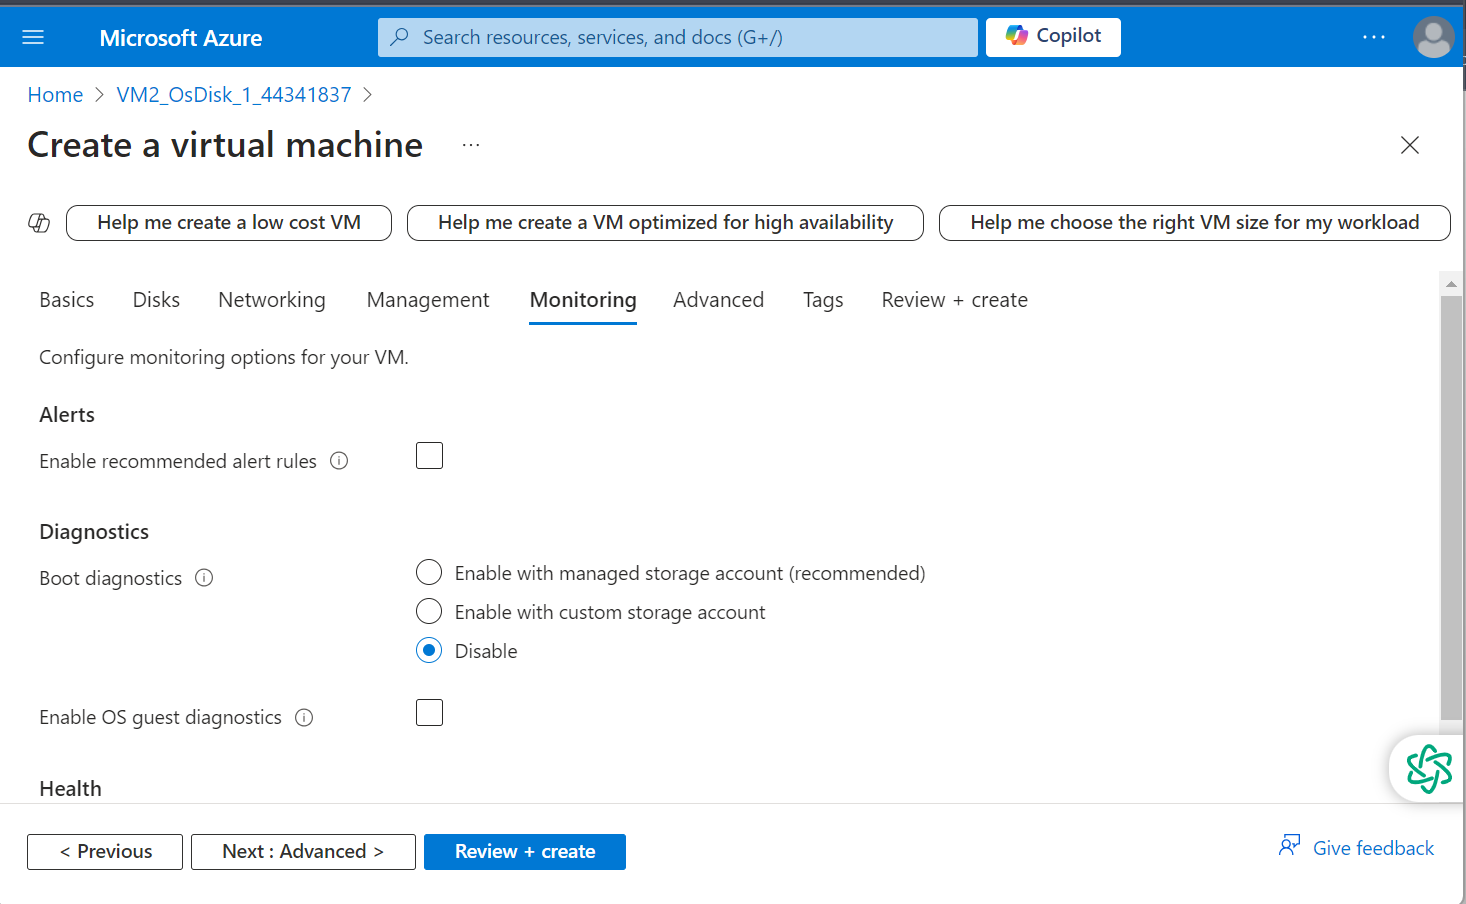 Microsoft Azure
Search resources, services, and docs (G+/)
Copilot
Home > VM2_OsDisk_1_44341837 >
Create a virtual machine ...
Help me create a low cost VM
Help me create a VM optimized for high availability
Help me choose the right VM size for my workload
Basics Disks Networking Management Monitoring Advanced Tags Review + create
Configure monitoring options for your VM.
Alerts
Enable recommended alert rules
Diagnostics
Boot diagnostics
Enable with managed storage account (recommended)
Enable with custom storage account
Disable
Enable OS guest diagnostics
Health
< Previous
Next : Advanced >
Review + create
Give feedback